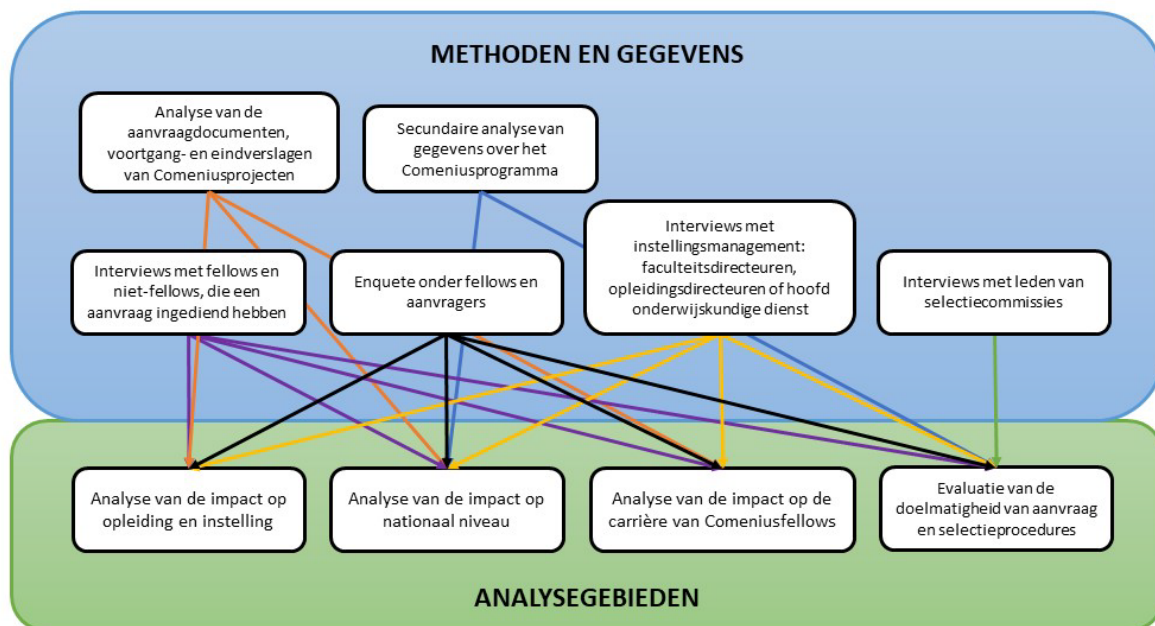 METHODEN EN GEGEVENS
Analyse van de
aanvraagdocumenten,
voortgang- en eindverslagen
van Comeniusprojecten
Secundaire analyse van
gegevens over het
Comeniusprogramma
Interviews met fellows en
niet-fellows, die een
aanvraag ingediend hebben
Enquete onder fellows en
aanvragers
Interviews met
instellingsmanagement:
faculteitsdirecteuren,
opleidingsdirecteuren of hoofd
onderwijskundige dienst
Interviews met leden van
selectiecommissies
Analyse van de impact op
opleiding en instelling
Analyse van de impact op
nationaal niveau
Analyse van de impact op de
carrière van Comeniusfellows
Evaluatie van de
doelmatigheid van aanvraag
en selectieprocedures
ANALYSEGEBIEDEN